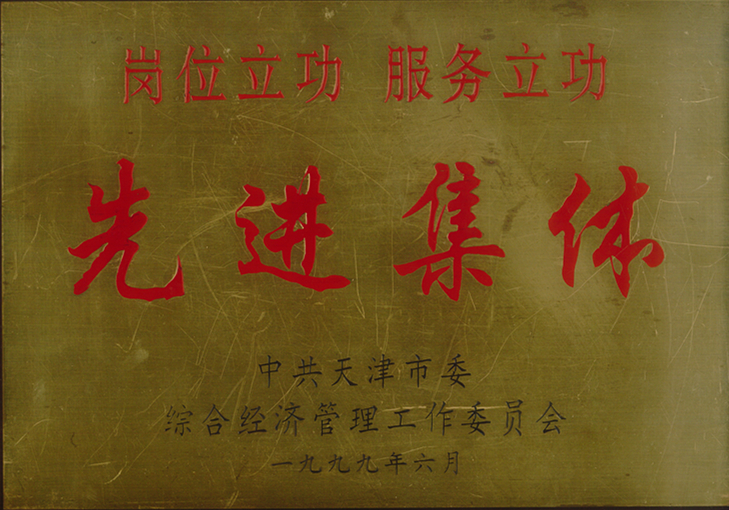 岗位立功 服务立功
先进集体
中共天津市委
综合经济管理工作委员会
一九九九年六月